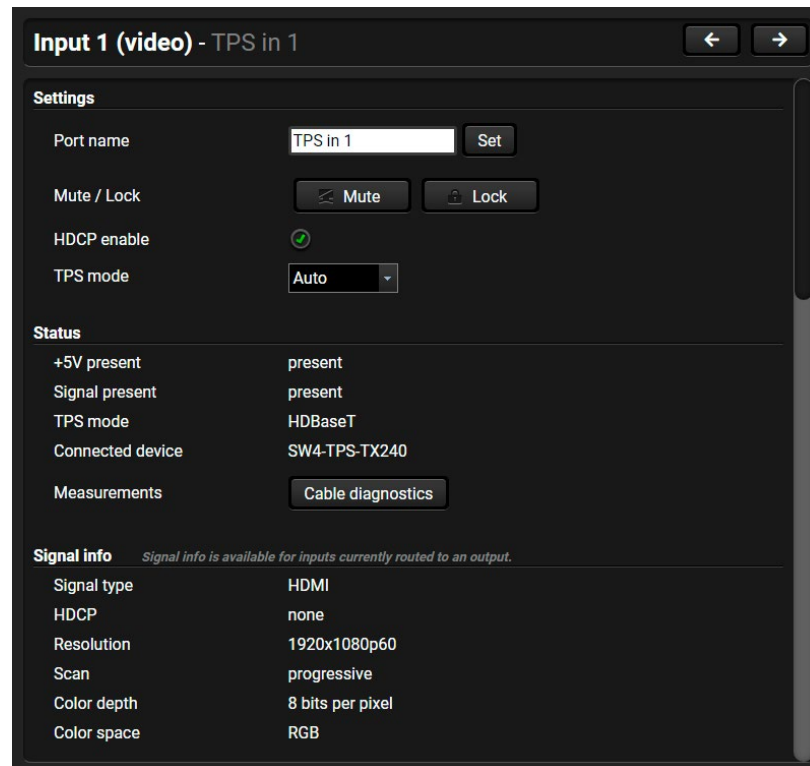 Input 1 (video) - TPS in 1
Settings
Port name TPS in 1 Set
Mute / Lock Mute Lock
HDCP enable
TPS mode Auto
Status
+5V present present
Signal present present
TPS mode HDBaseT
Connected device SW4-TPS-TX240
Measurements Cable diagnostics
Signal info Signal info is available for inputs currently routed to an output.
Signal type HDMI
HDCP none
Resolution 1920x1080p60
Scan progressive
Color depth 8 bits per pixel
Color space RGB